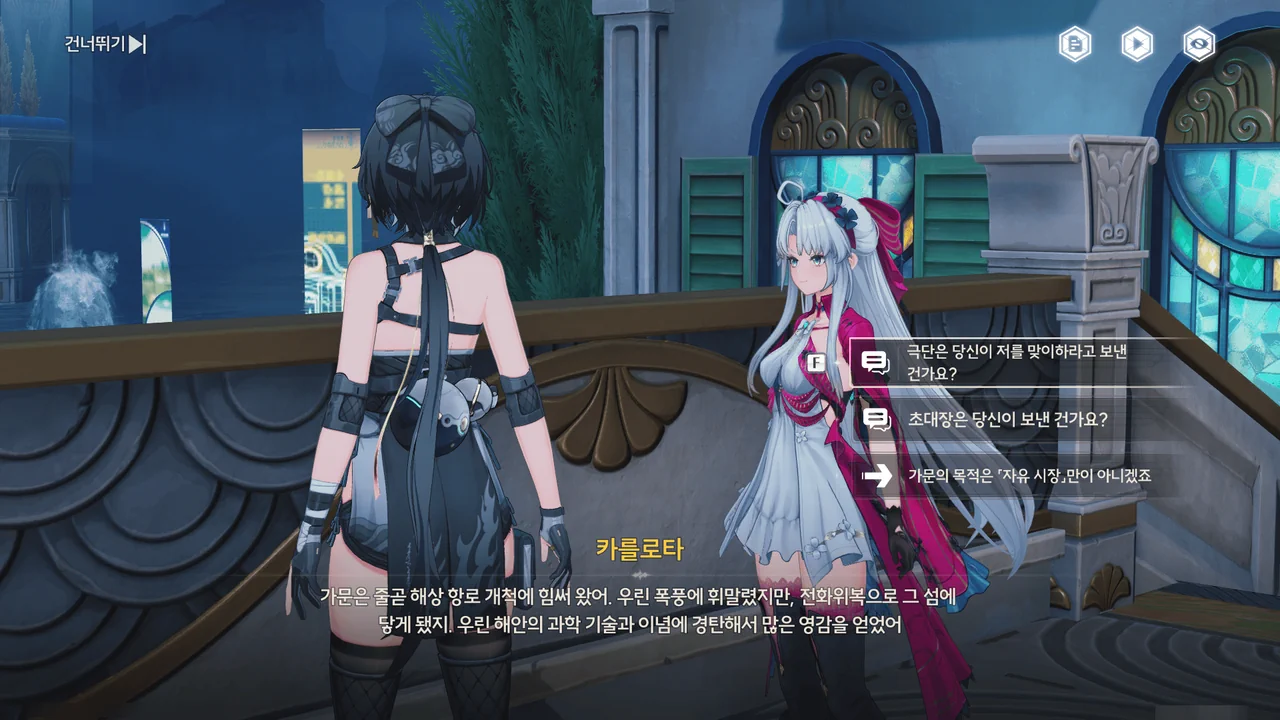 건너뛰기
극단은 당신이 저를 맞이하라고 보낸
건가요?
F
초대장은 당신이 보낸 건가요?
가문의 목적은 「자유 시장」만이 아니겠죠
카를로타
가문은 줄곧 해상 항로 개척에 힘써 왔어. 우린 폭풍에 휘말렸지만, 전화위복으로 그 섬에
닿게 됐지. 우린 해안의 과학 기술과 이념에 경탄해서 많은 영감을 얻었어